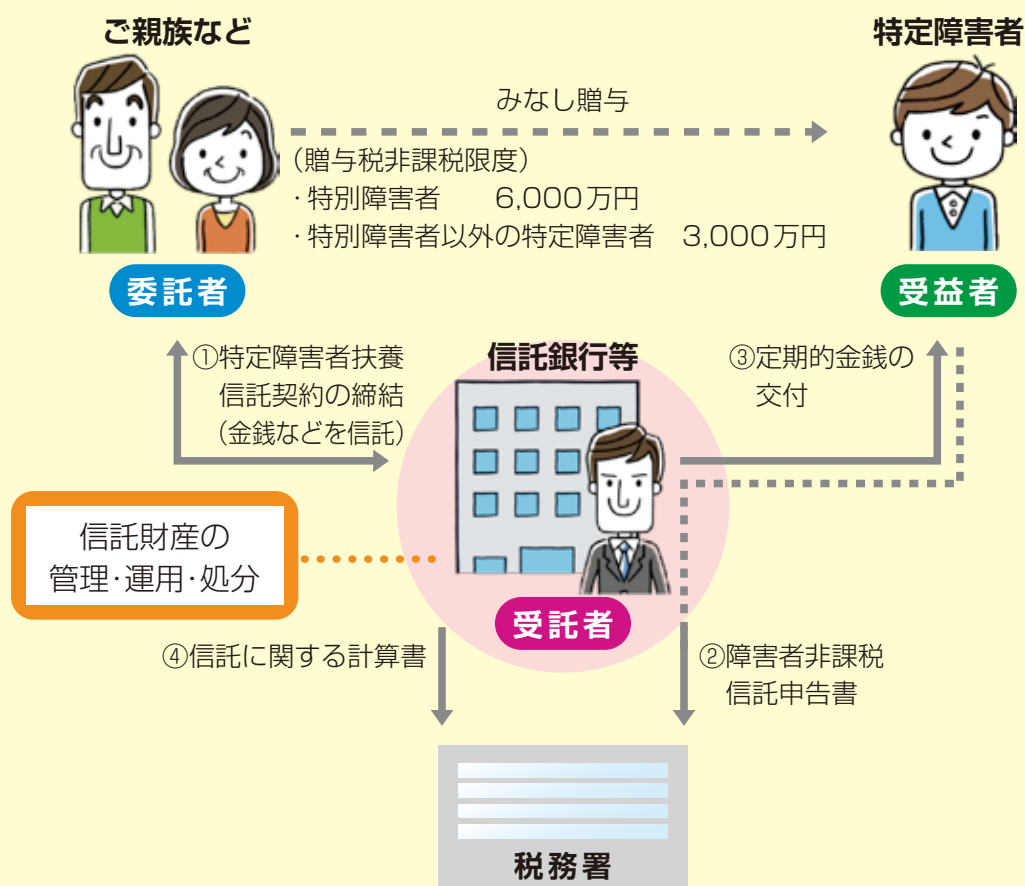 ご親族など
特定障害者
みなし贈与
(贈与税非課税限度)
・特別障害者　6,000万円
・特別障害者以外の特定障害者　3,000万円
委託者
受益者
①特定障害者扶養
信託契約の締結
(金銭などを信託)
信託銀行等
③定期的金銭の
交付
信託財産の
管理・運用・処分
受託者
④信託に関する計算書
②障害者非課税
信託申告書
税務署